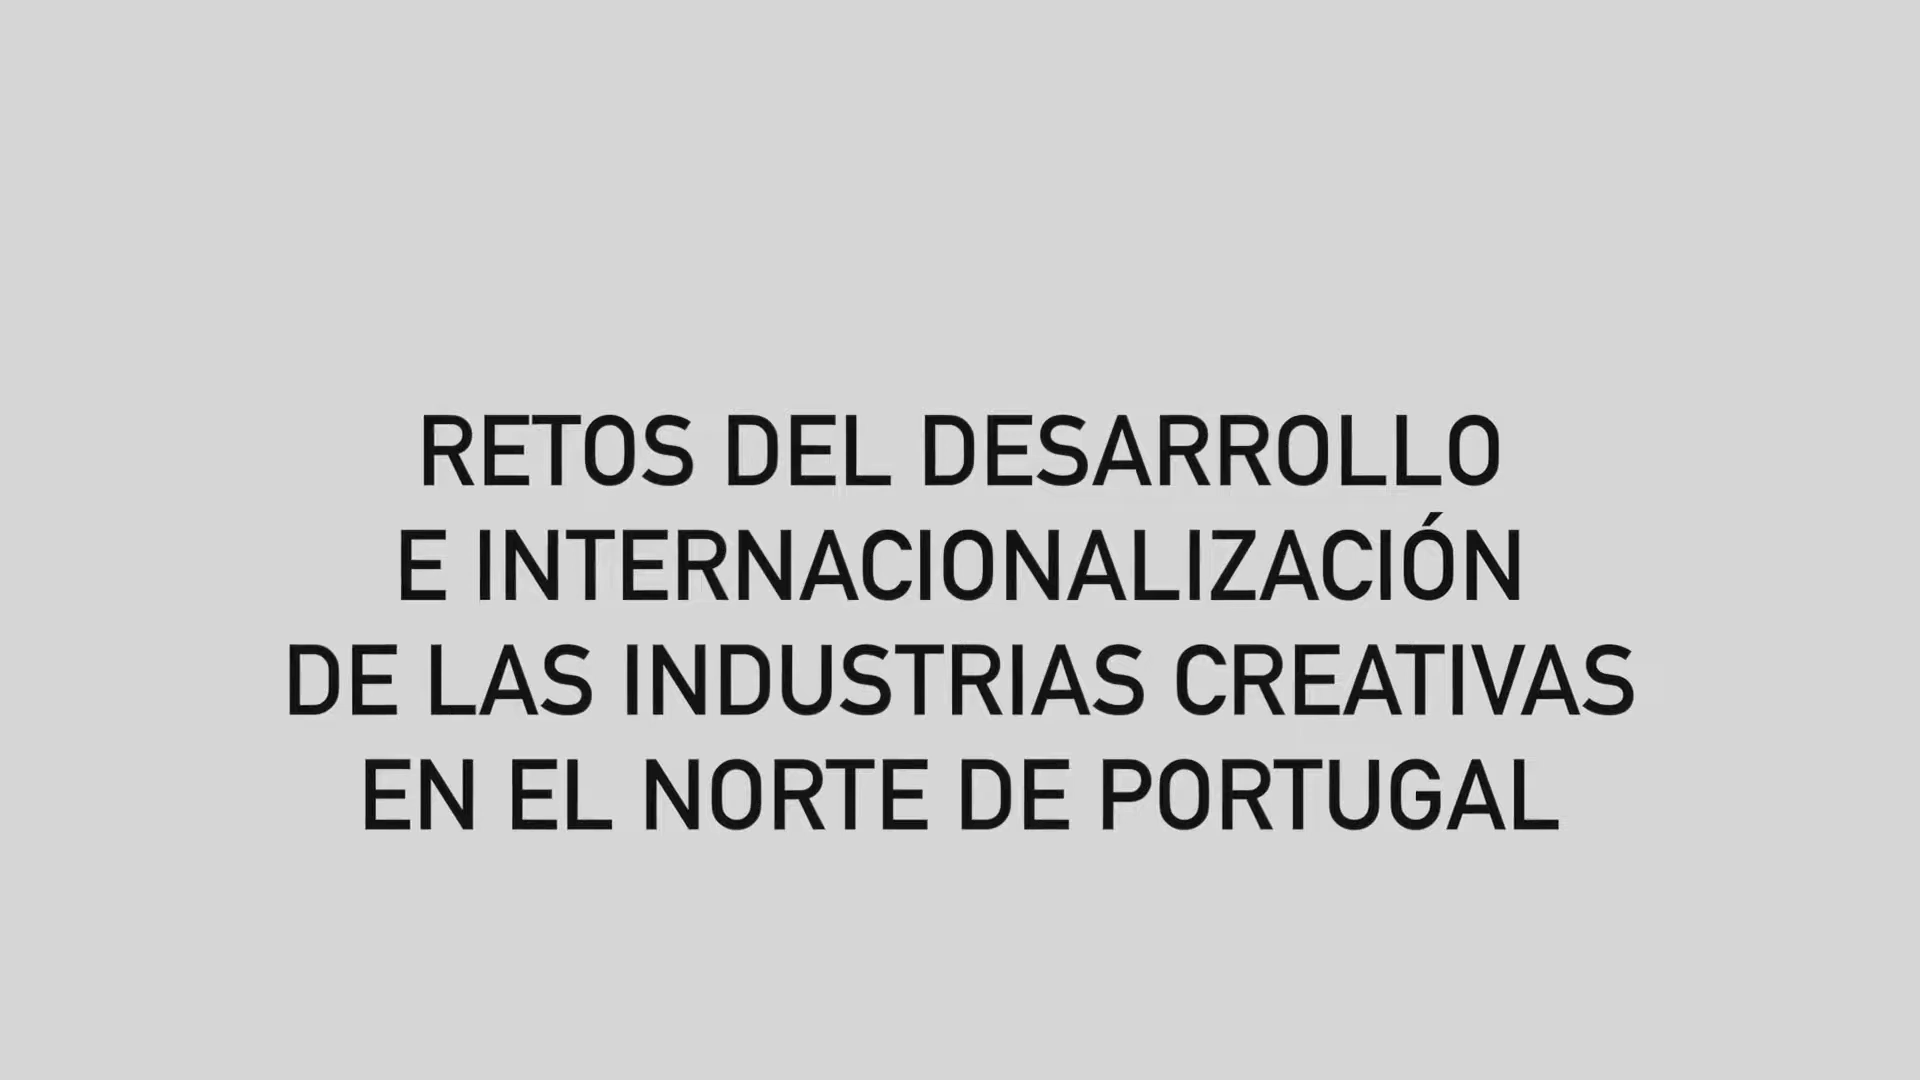 RETOS DEL DESARROLLO
E INTERNACIONALIZACIÓN
DE LAS INDUSTRIAS CREATIVAS
EN EL NORTE DE PORTUGAL